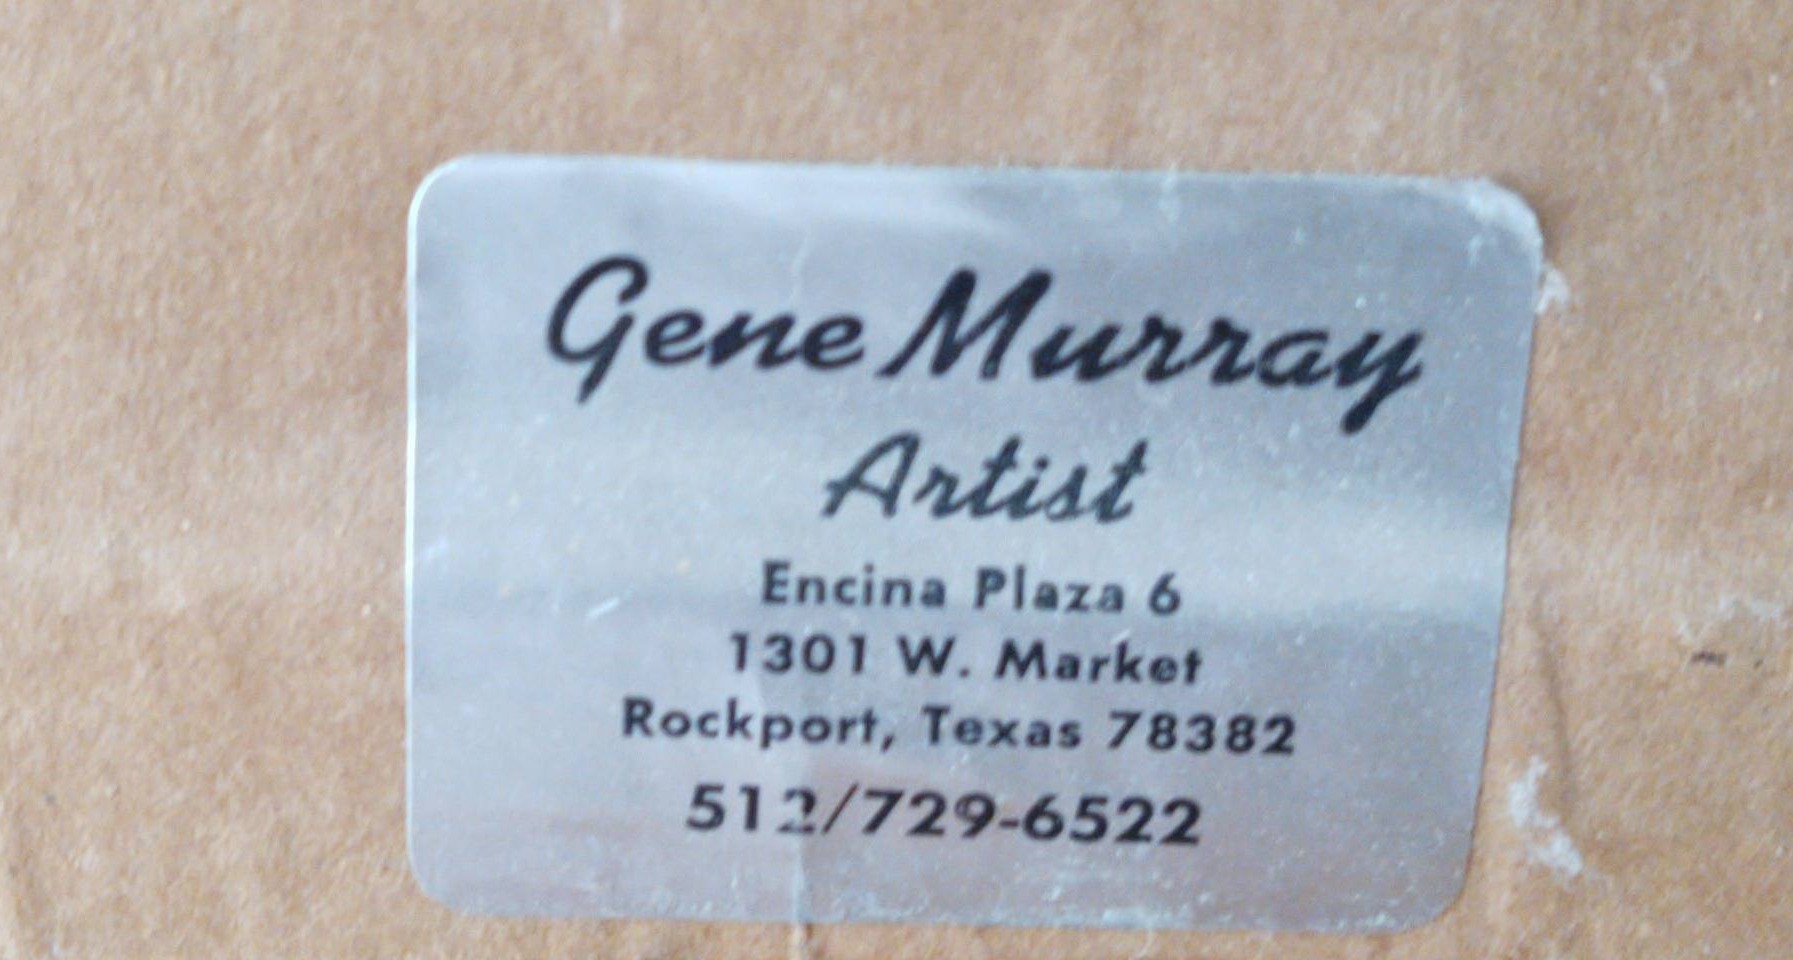 Gene Murray
Artist
Encina Plaza 6
1301 W. Market
Rockport, Texas 78382
512/729-6522